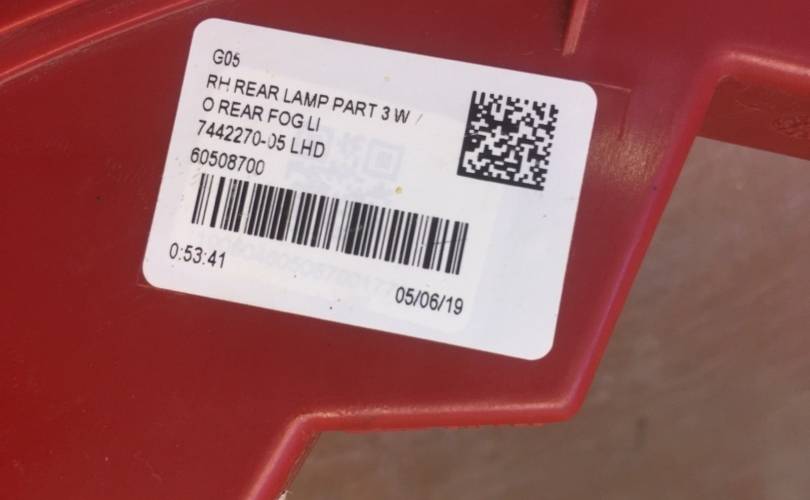 G05
RH REAR LAMP PART 3 W /
O REAR FOG LI
7442270-05 LHD
60508700
0:53:41
05/06/19